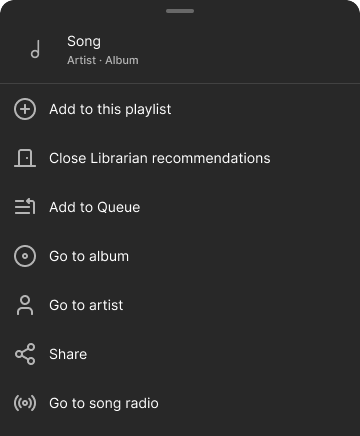 Song
Artist · Album
Add to this playlist
Close Librarian recommendations
Add to Queue
Go to album
Go to artist
Share
Go to song radio